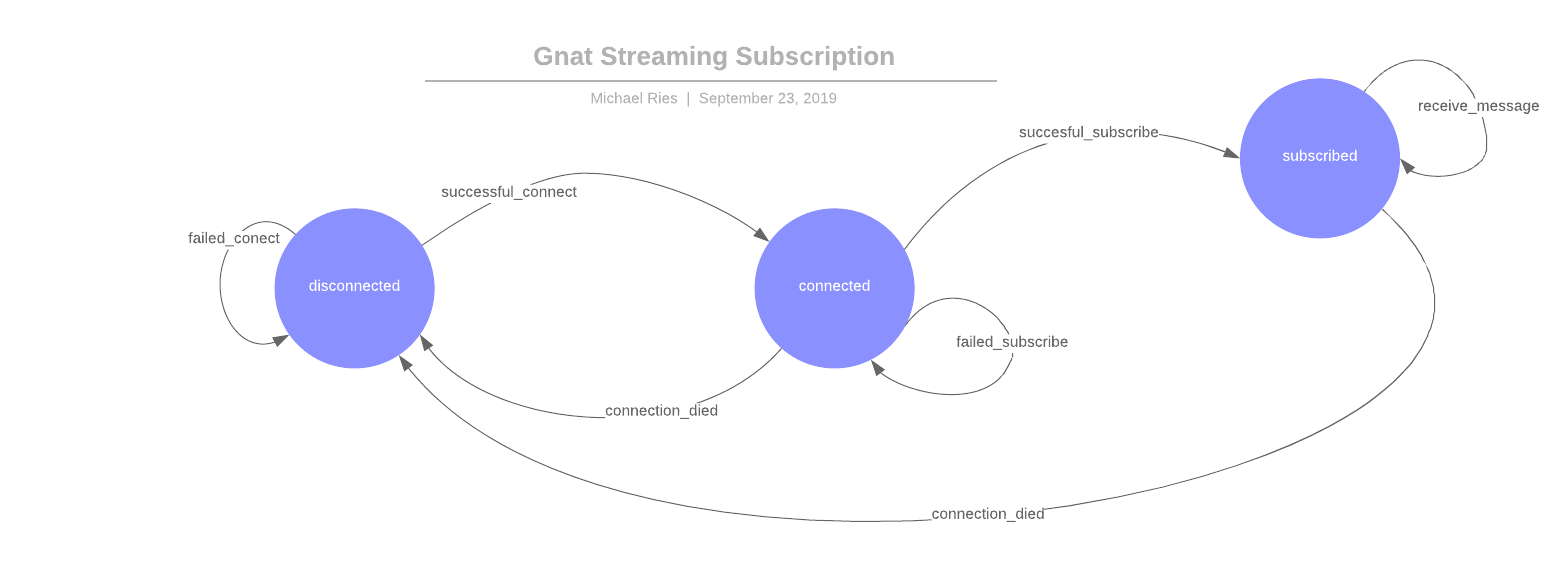 Gnat Streaming Subscription
Michael Ries | September 23, 2019
receive_message
succesful_subscribe
subscribed
successful_connect
failed_conect
disconnected
connected
failed_subscribe
connection_died
connection_died